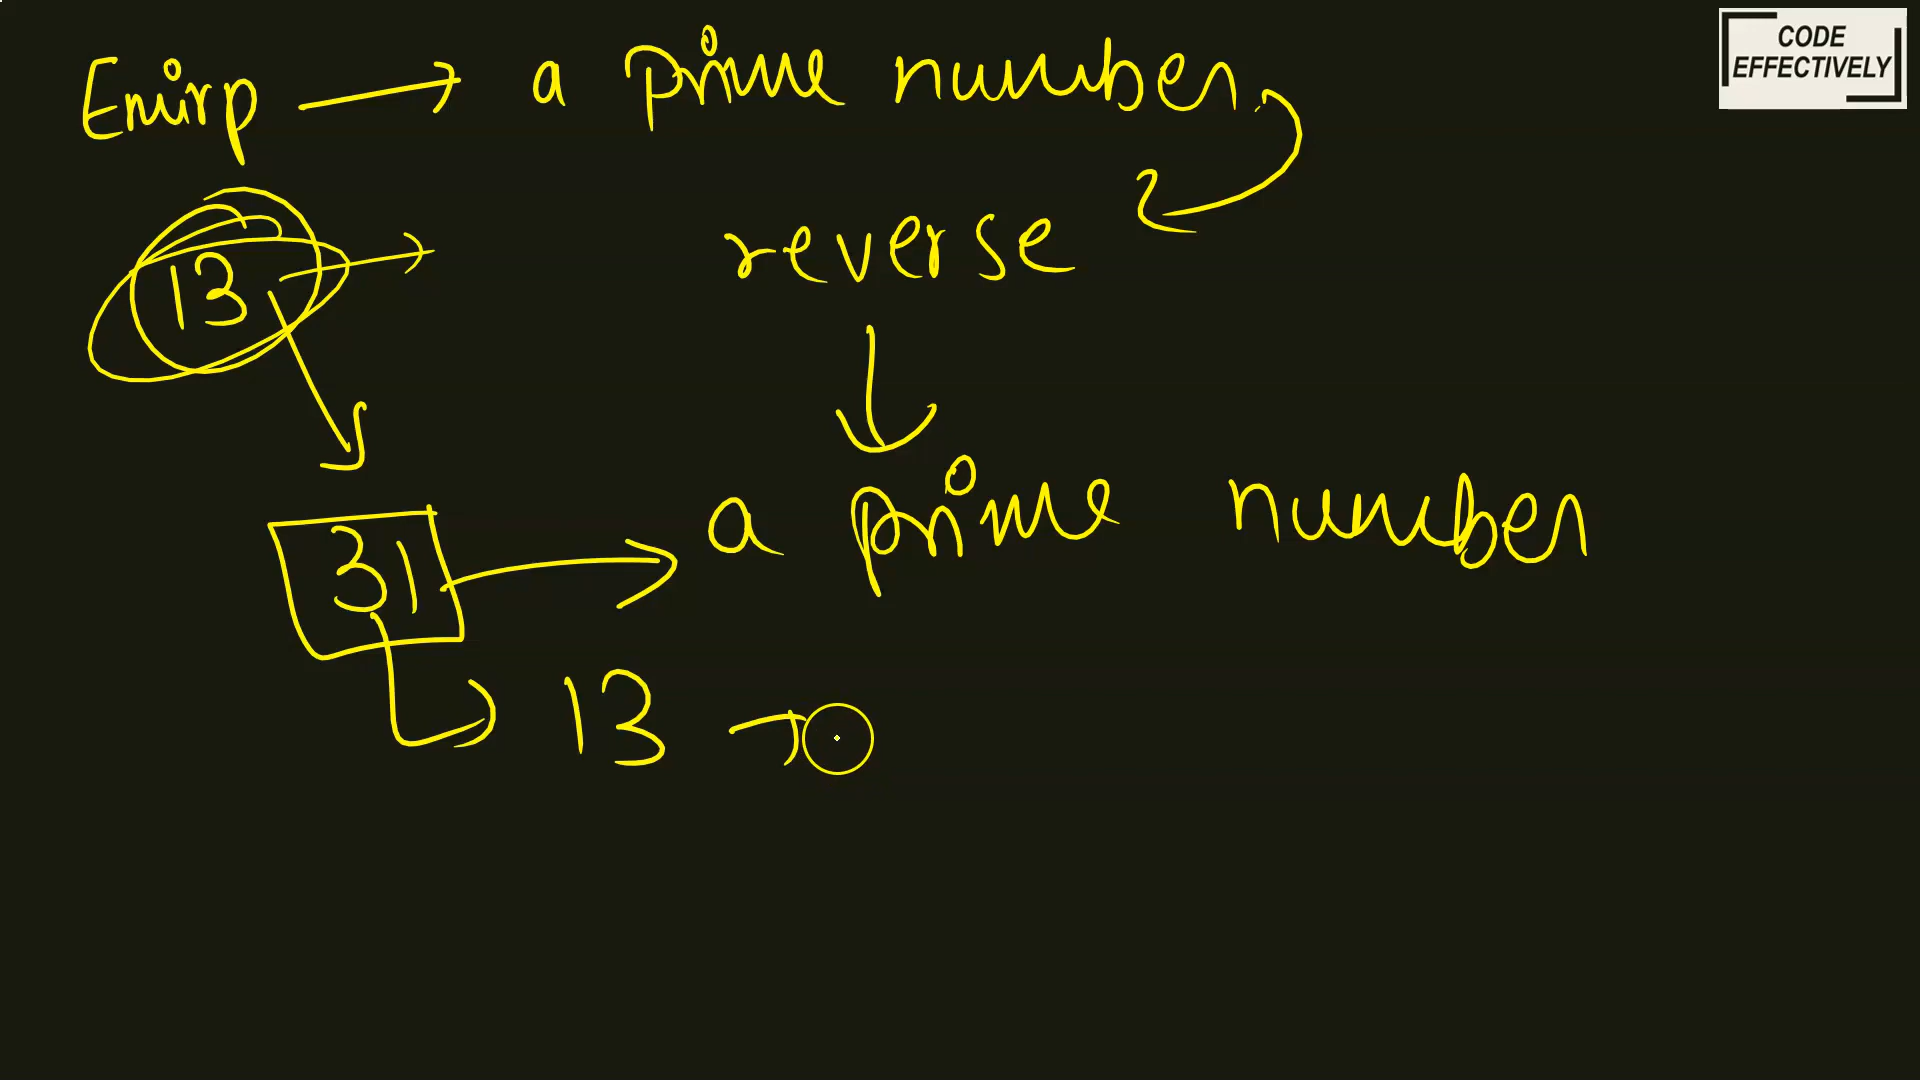 Emirp → a prime number
CODE
EFFECTIVELY
13 → reverse
31 → a prime number
13 →